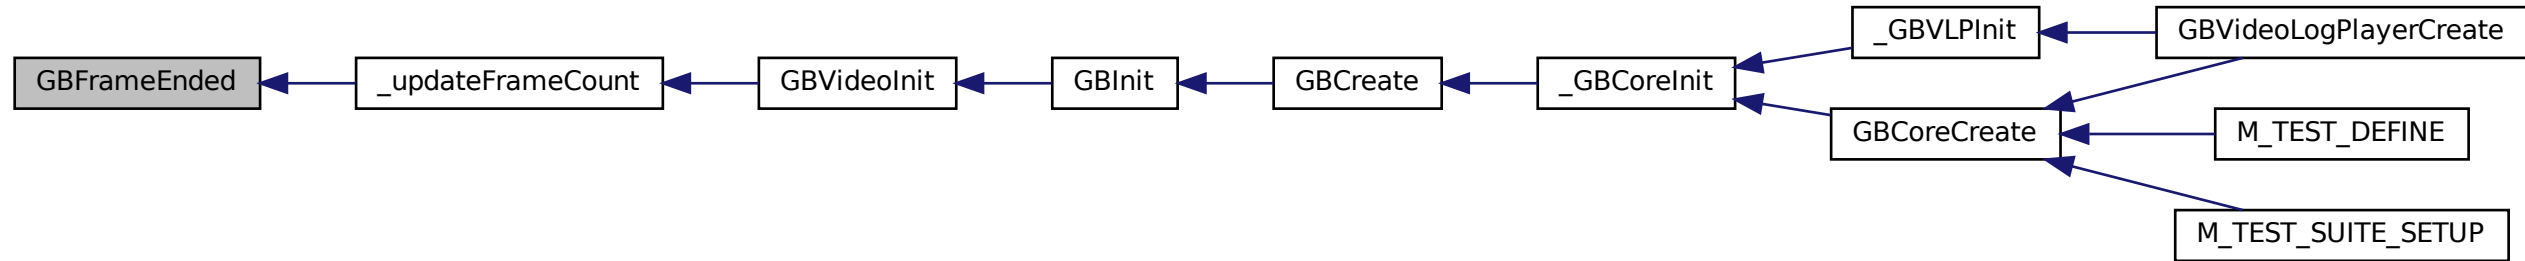 GBFrameEnded
_updateFrameCount
GBVideoInit
GBInit
GBCreate
_GBCoreInit
_GBVLPInit
GBVideoLogPlayerCreate
GBCoreCreate
M_TEST_DEFINE
M_TEST_SUITE_SETUP